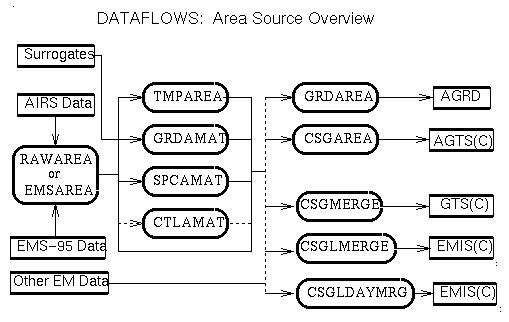 DATAFLOWS: Area Source Overview
Surrogates
AIRS Data
TMPAREA
GRDAREA
AGRD
GRDAMAT
CSGAREA
AGTS(C)
RAWAREA
or
EMSAREA
SPCAMAT
CSGMERGE
GTS(C)
CTLAMAT
EMS-95 Data
CSGLMERGE
EMIS(C)
Other EM Data
CSGLDAYMRG
EMIS(C)